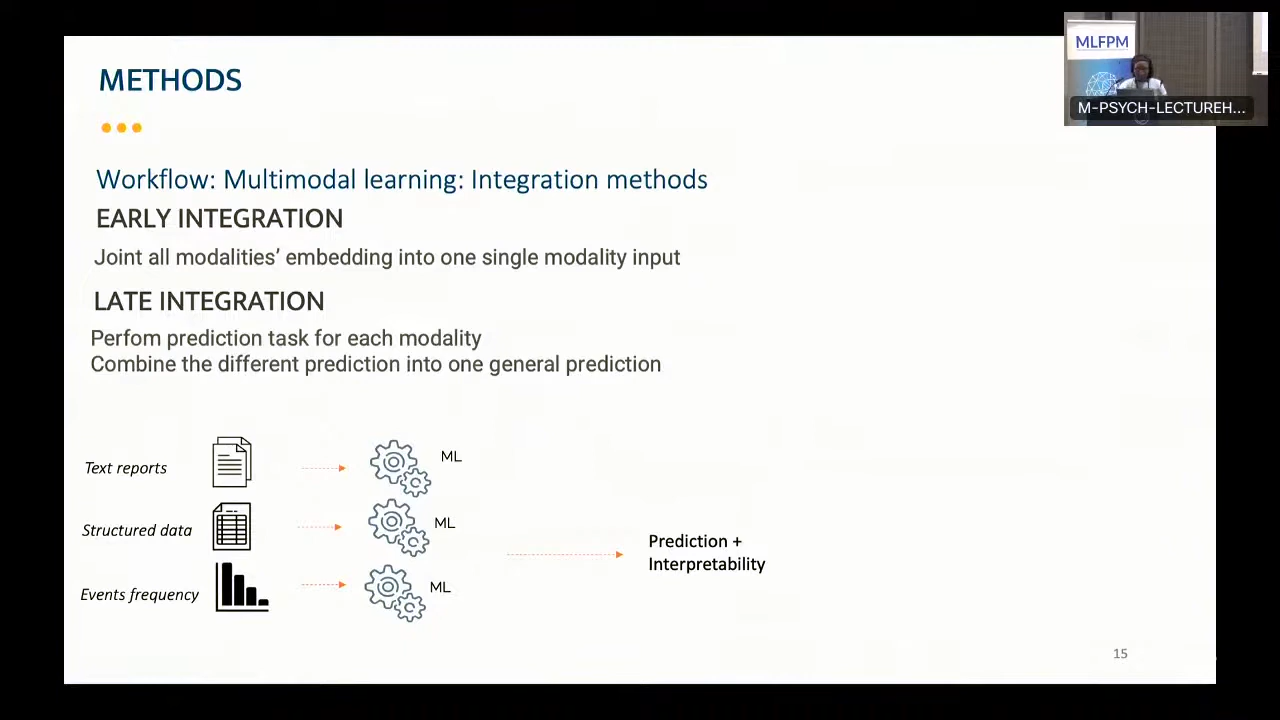 METHODS
MLFPM
M-PSYCH-LECTUREH...
Workflow: Multimodal learning: Integration methods
EARLY INTEGRATION
Joint all modalities’ embedding into one single modality input
LATE INTEGRATION
Perfom prediction task for each modality
Combine the different prediction into one general prediction
Text reports
ML
Structured data
ML
Events frequency
ML
Prediction +
Interpretability
15